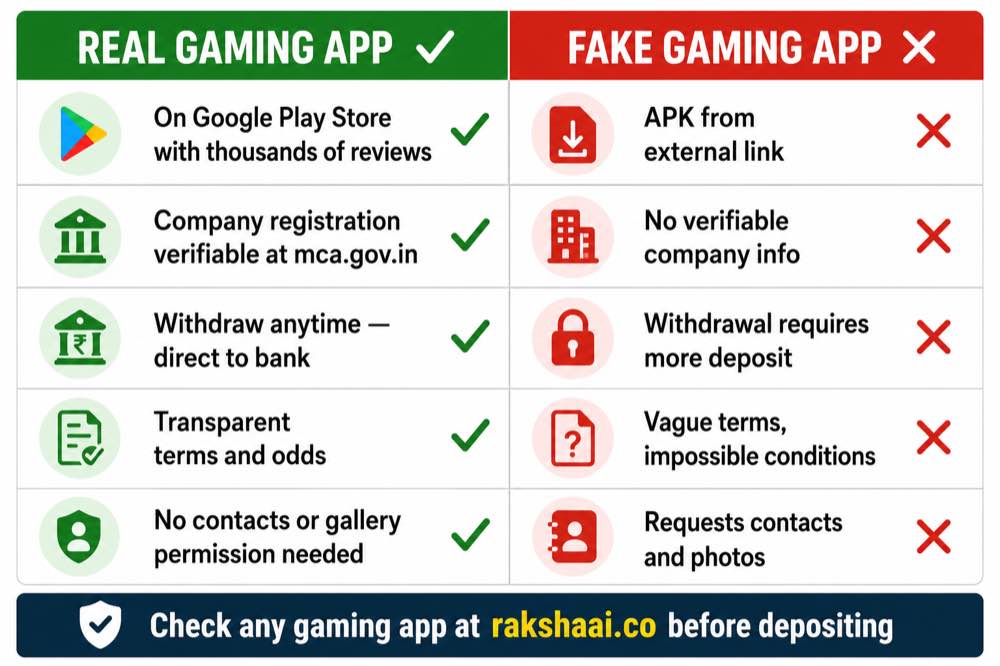 REAL GAMING APP
FAKE GAMING APP
On Google Play Store
with thousands of reviews
APK from
external link
Company registration
verifiable at mca.gov.in
No verifiable
company info
Withdraw anytime —
direct to bank
Withdrawal requires
more deposit
Transparent
terms and odds
Vague terms,
impossible conditions
No contacts or gallery
permission needed
Requests contacts
and photos
Check any gaming app at rakshaai.co before depositing